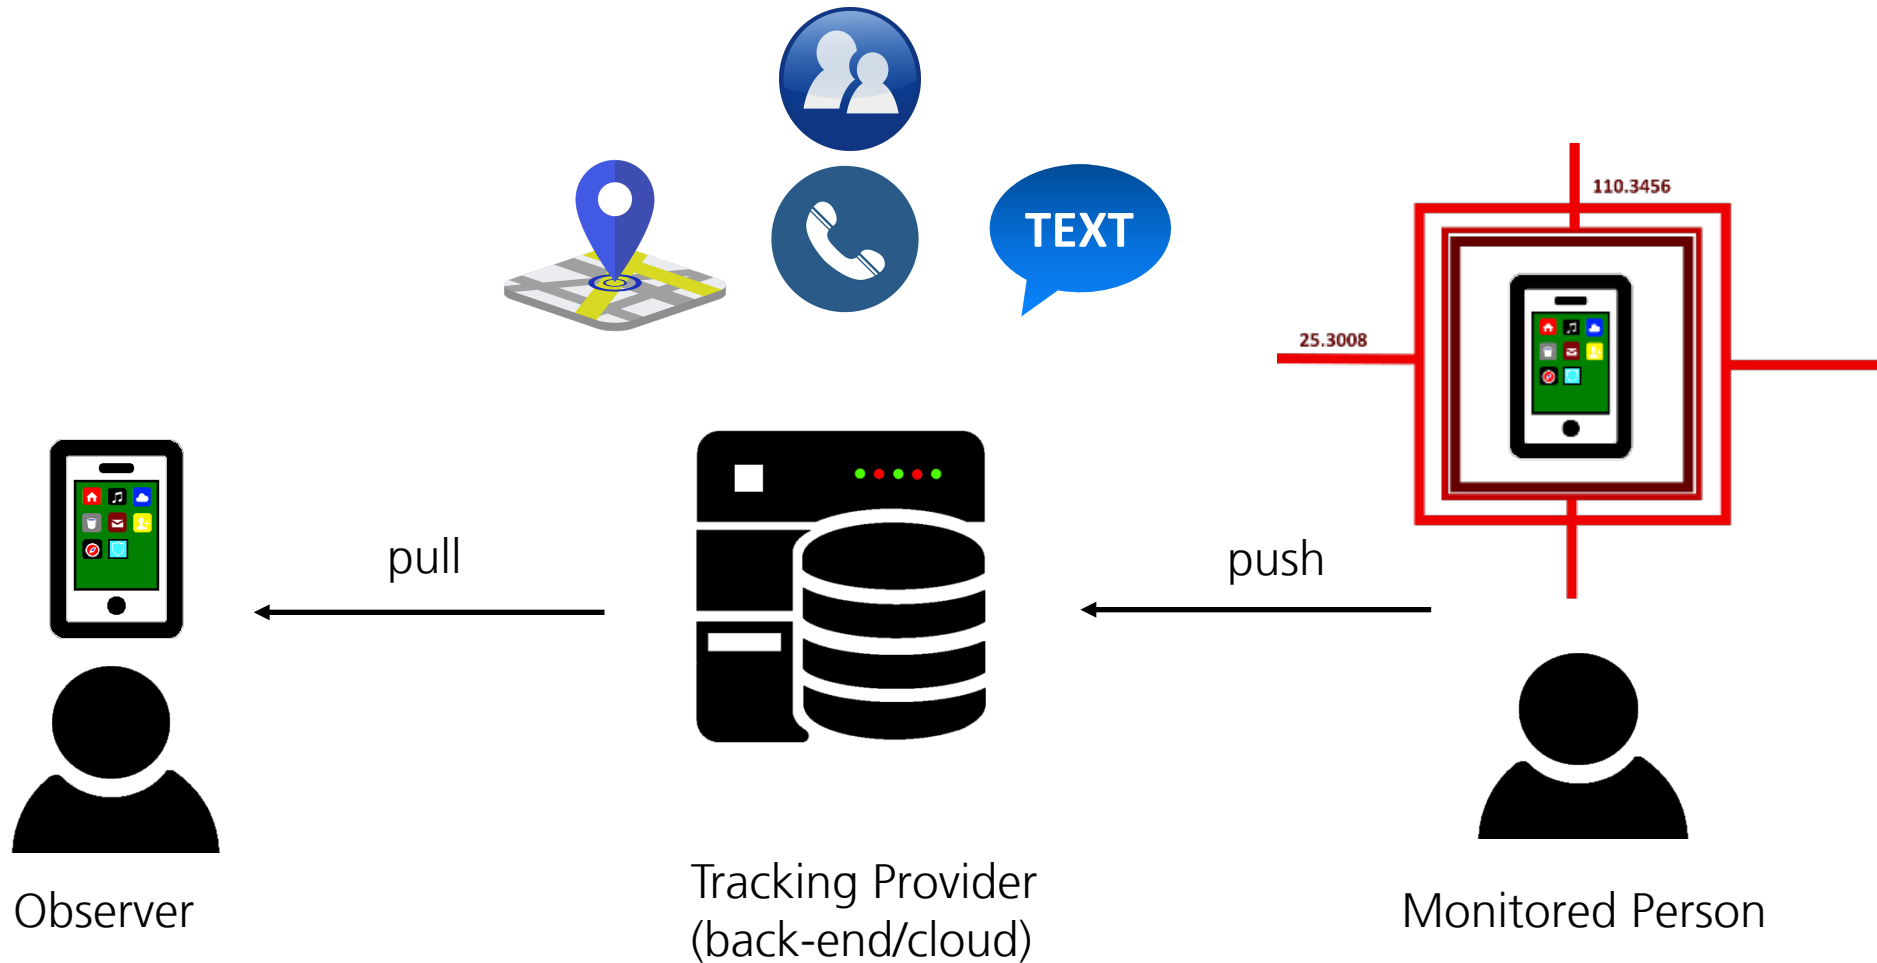 TEXT
110.3456
25.3008
pull
push
Observer
Tracking Provider
(back-end/cloud)
Monitored Person